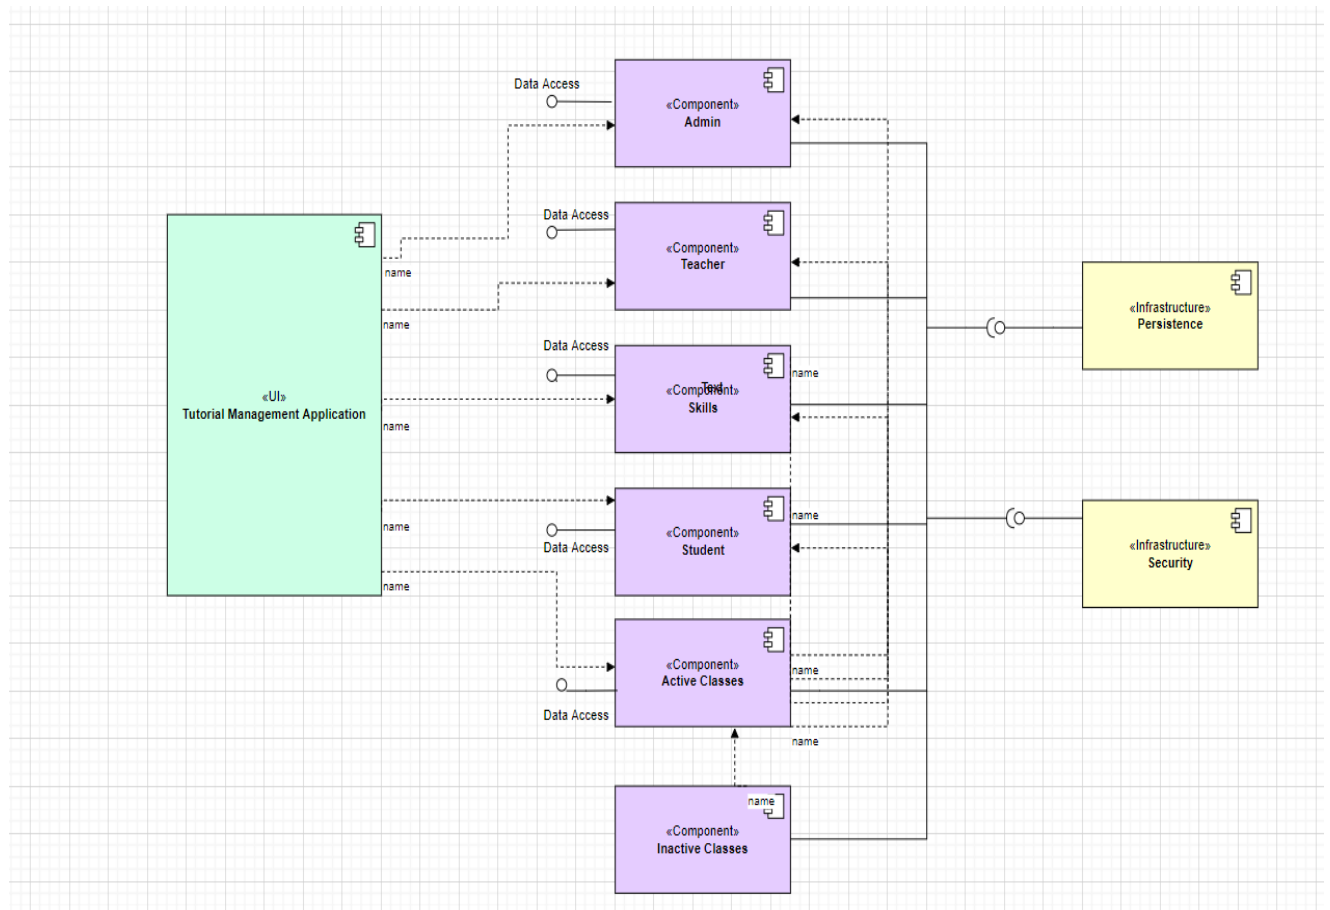 Data Access
«Component»
Admin
Data Access
«Component»
Teacher
name
name
«Infrastructure»
Persistence
Data Access
name
Text
«Component»
Skills
«UI»
Tutorial Management Application
name
name
name
«Component»
Student
Data Access
«Infrastructure»
Security
name
«Component»
Active Classes
name
Data Access
name
name
«Component»
Inactive Classes